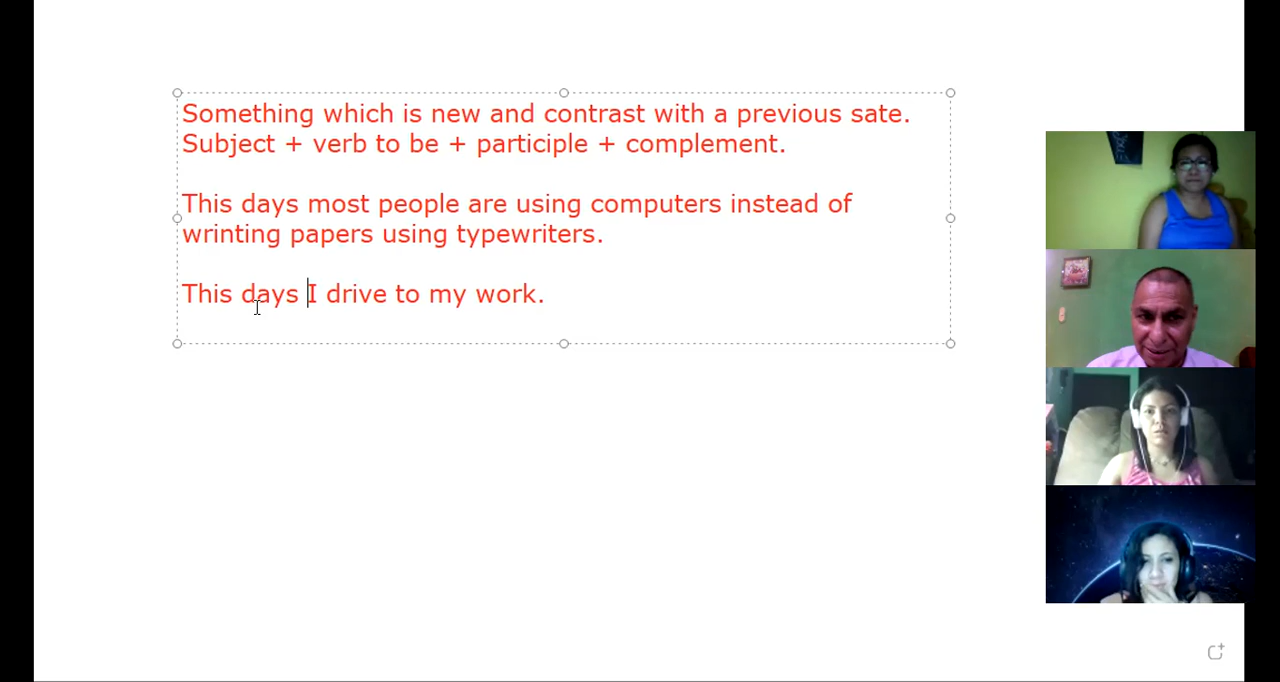 Something which is new and contrast with a previous sate.
Subject + verb to be + participle + complement.
This days most people are using computers instead of
wrinting papers using typewriters.
This days I drive to my work.